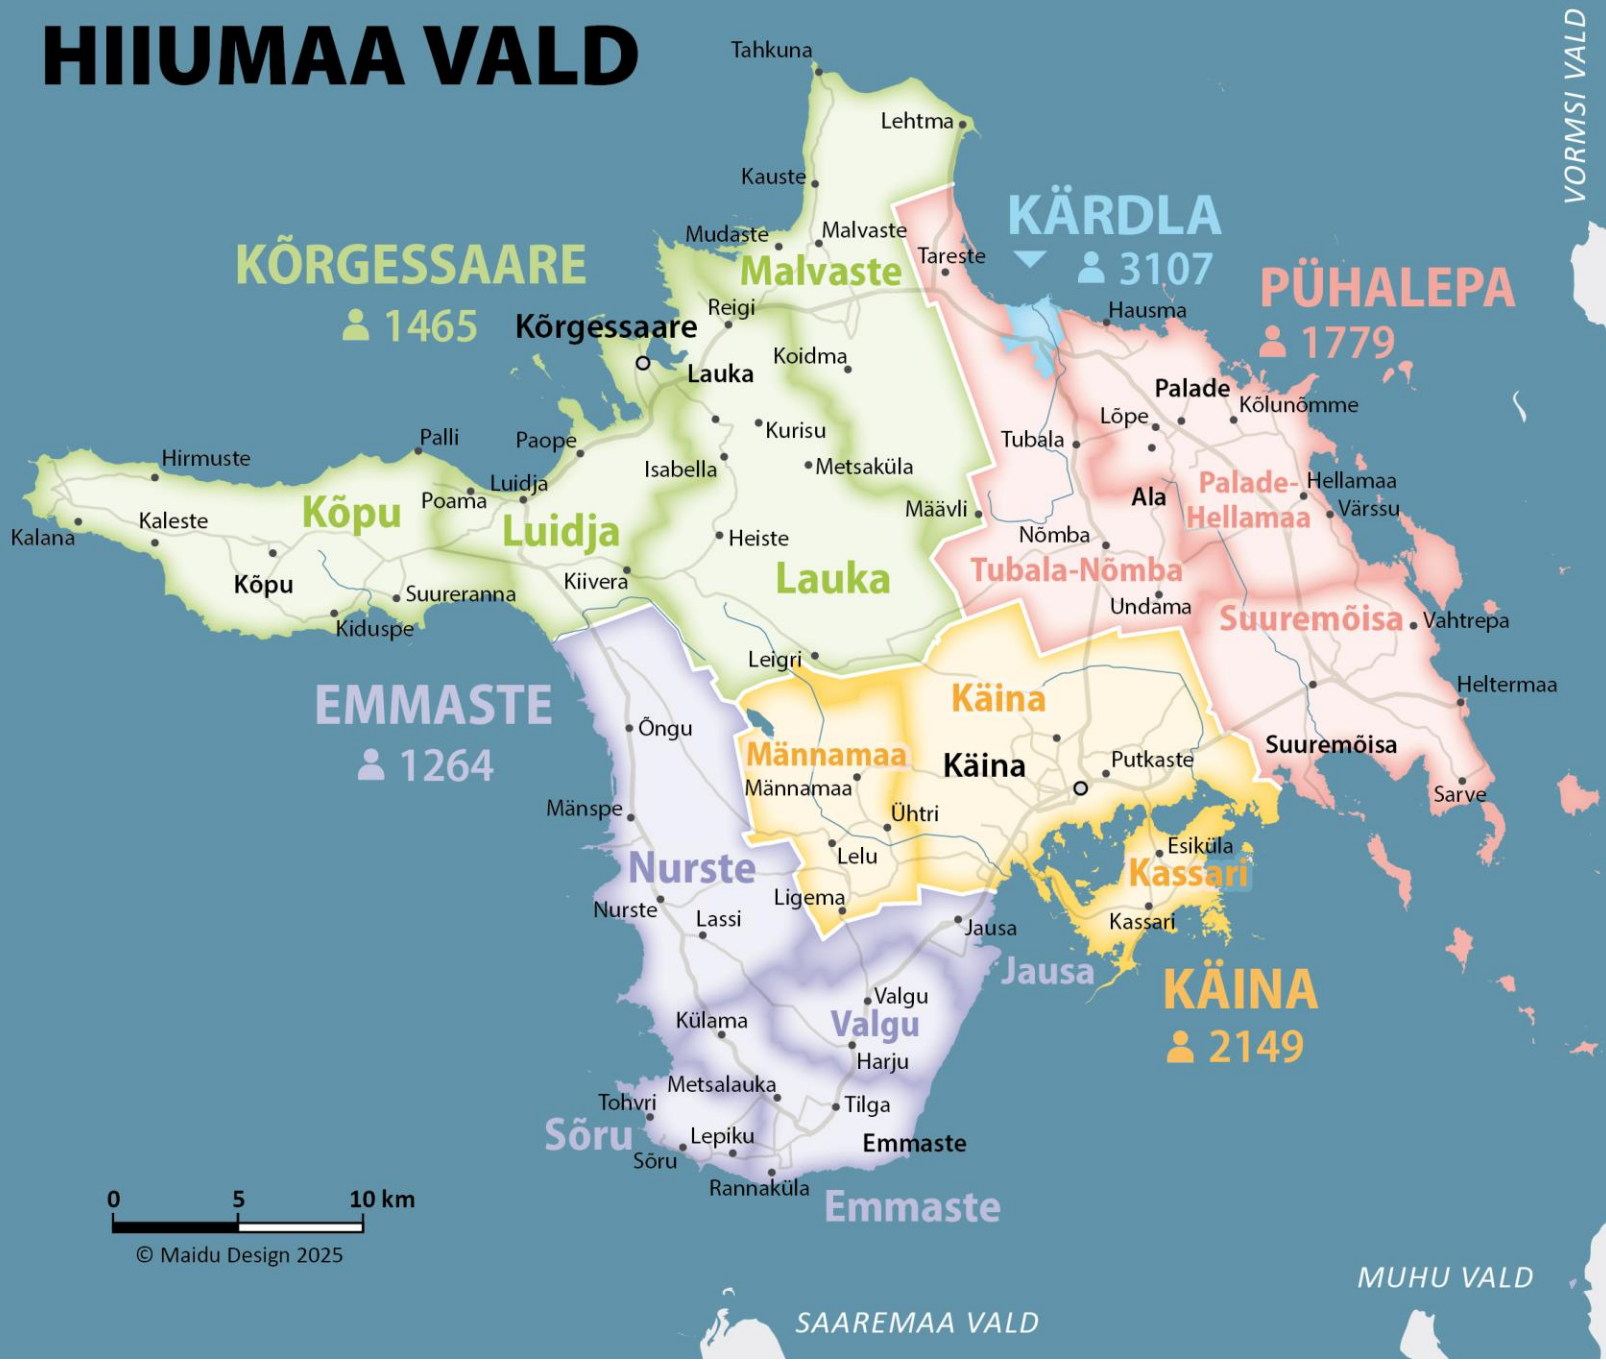 HIIUMAA VALD
VORMSI VALD
Tahkuna
Lehtma
Kauste
Mudaste
Malvaste
Malvaste
Tareste
KÄRDLA
3107
KÕRGESSAARE
1465
PÜHALEPA
1779
Hausma
Reigi
Kõrgessaare
Koidma
Lauka
Palade
Kõlunõmme
Lõpe
Kurisu
Tubala
Palli
Paope
Hirmuste
Isabella
Metsaküla
Luidja
Poama
Palade-
Hellamaa
Hellamaa
Ala
Värssu
Kõpu
Määvli
Kaleste
Kalana
Luidja
Heiste
Nõmba
Tubala-Nõmba
Kiivera
Lauka
Kõpu
Suureranna
Undama
Kiduspe
Suuremõisa
Vahtrepa
Leigri
Heltermaa
EMMASTE
1264
Käina
Õngu
Suuremõisa
Männamaa
Käina
Putkaste
Männamaa
Sarve
Mänspe
Ühtri
Esiküla
Lelu
Nurste
Kassari
Ligema
Nurste
Lassi
Kassari
Jausa
Jausa
KÄINA
2149
Valgu
Valgu
Külama
Harju
Metsalauka
Tohvri
Tilga
Sõru
Lepiku
Emmaste
Sõru
Rannaküla
Emmaste
0 5 10 km
© Maidu Design 2025
MUHU VALD
SAAREMAA VALD